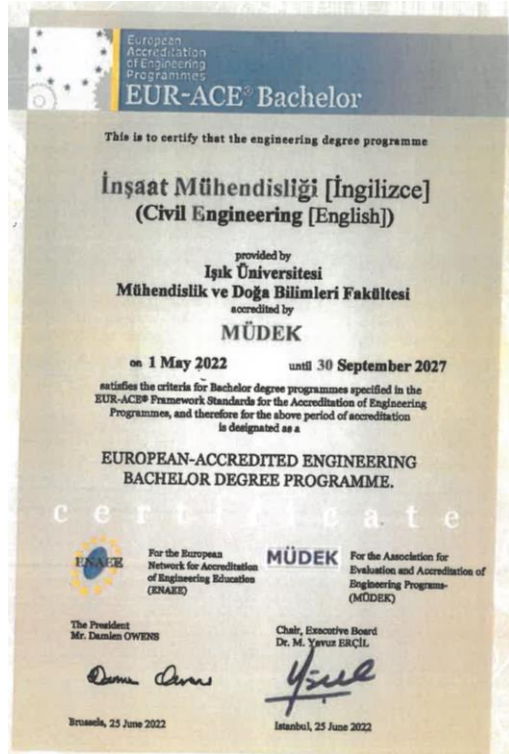 European
Accreditation
of Engineering
Programmes
EUR-ACE® Bachelor
This is to certify that the engineering degree programme
İnşaat Mühendisliği [İngilizce]
(Civil Engineering [English])
provided by
Işık Üniversitesi
Mühendislik ve Doğa Bilimleri Fakültesi
accredited by
MÜDEK
on 1 May 2022 until 30 September 2027
satisfies the criteria for Bachelor degree programmes specified in the
EUR-ACE® Framework Standards for the Accreditation of Engineering
Programmes, and therefore for the above period of accreditation
is designated as a
EUROPEAN-ACCREDITED ENGINEERING
BACHELOR DEGREE PROGRAMME.
certificate
ENAEE
For the European
Network for Accreditation
of Engineering Education
(ENAEE)
MÜDEK
For the Association for
Evaluation and Accreditation of
Engineering Programs-
(MÜDEK)
The President
Mr. Damien OWENS
Chair, Executive Board
Dr. M. Yavuz ERÇİL
Brussels, 25 June 2022
Istanbul, 25 June 2022